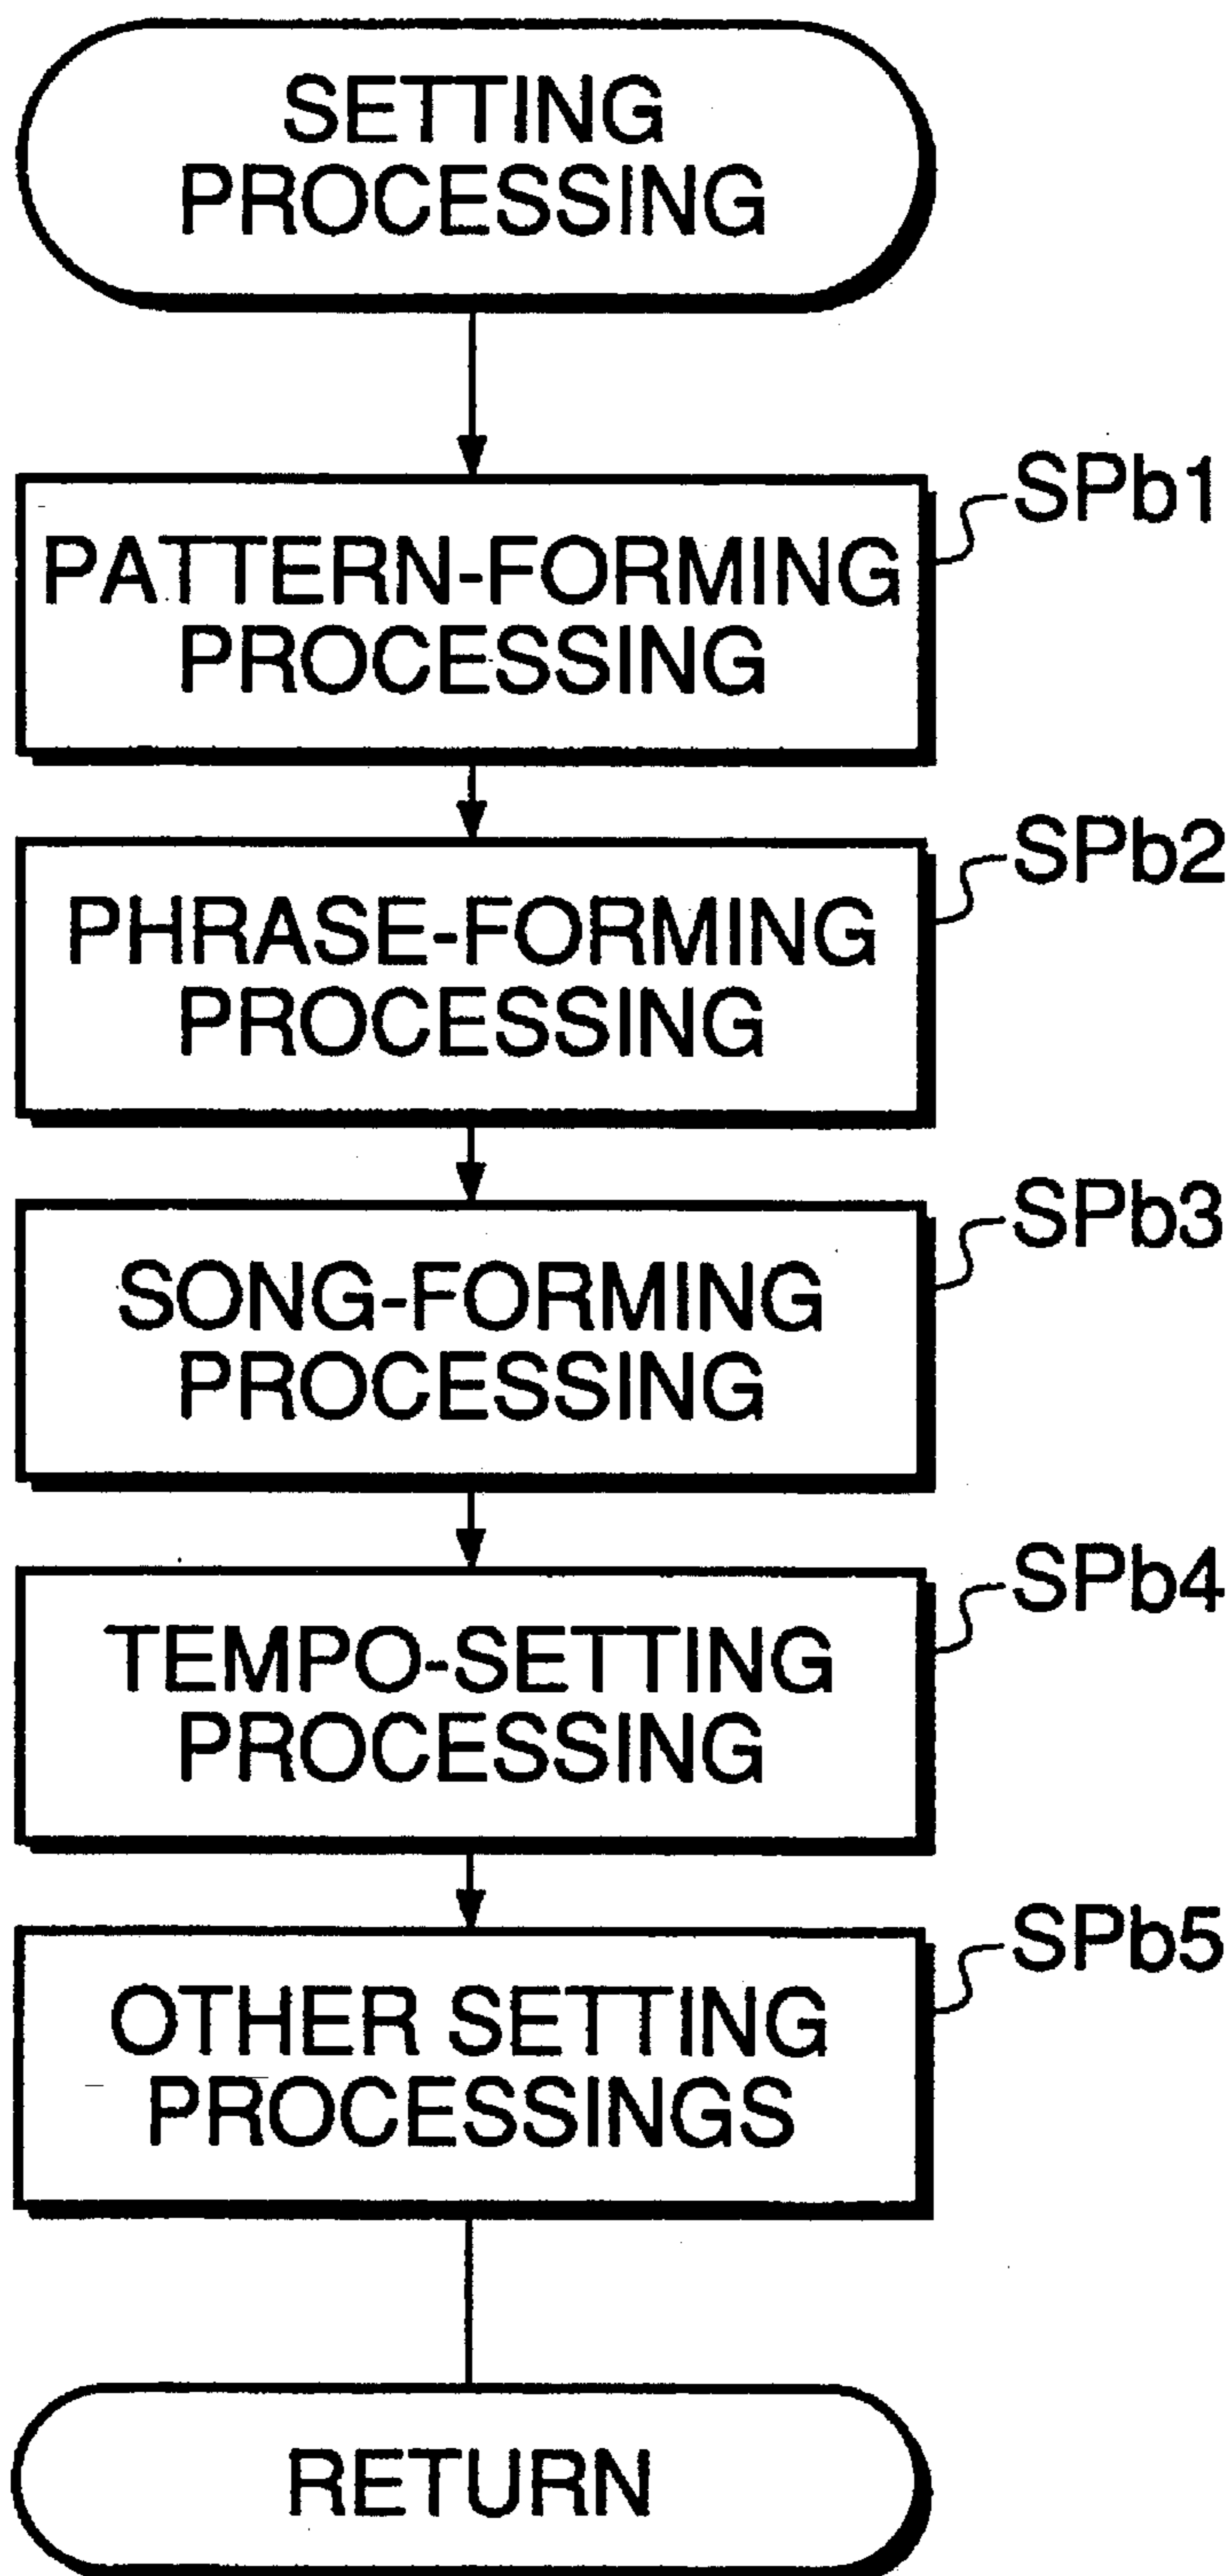 SETTING
PROCESSING
PATTERN-FORMING
PROCESSING
SPb1
PHRASE-FORMING
PROCESSING
SPb2
SONG-FORMING
PROCESSING
SPb3
TEMPO-SETTING
PROCESSING
SPb4
OTHER SETTING
PROCESSINGS
SPb5
RETURN